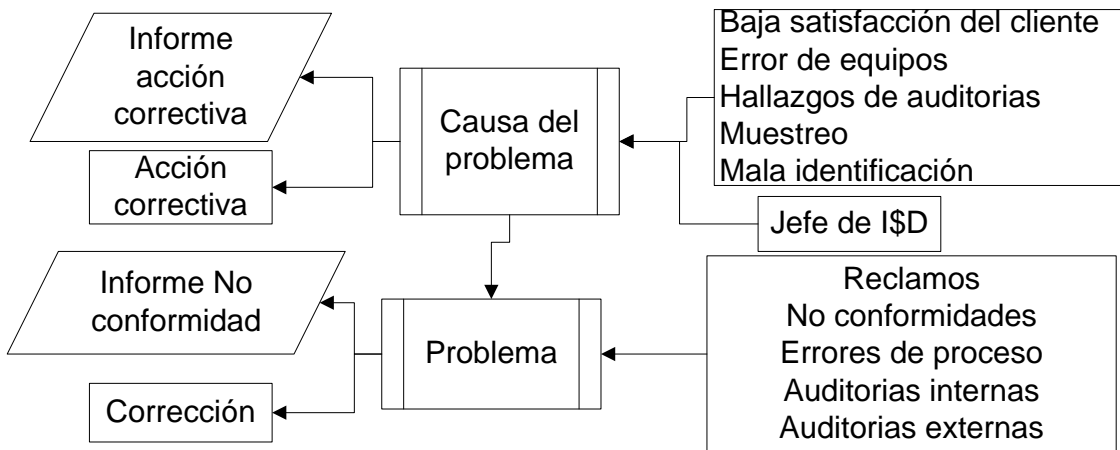 Informe
acción
correctiva
Acción
correctiva
Causa del
problema
Baja satisfacción del cliente
Error de equipos
Hallazgos de auditorias
Muestreo
Mala identificación
Jefe de I$D
Informe No
conformidad
Corrección
Problema
Reclamos
No conformidades
Errores de proceso
Auditorias internas
Auditorias externas